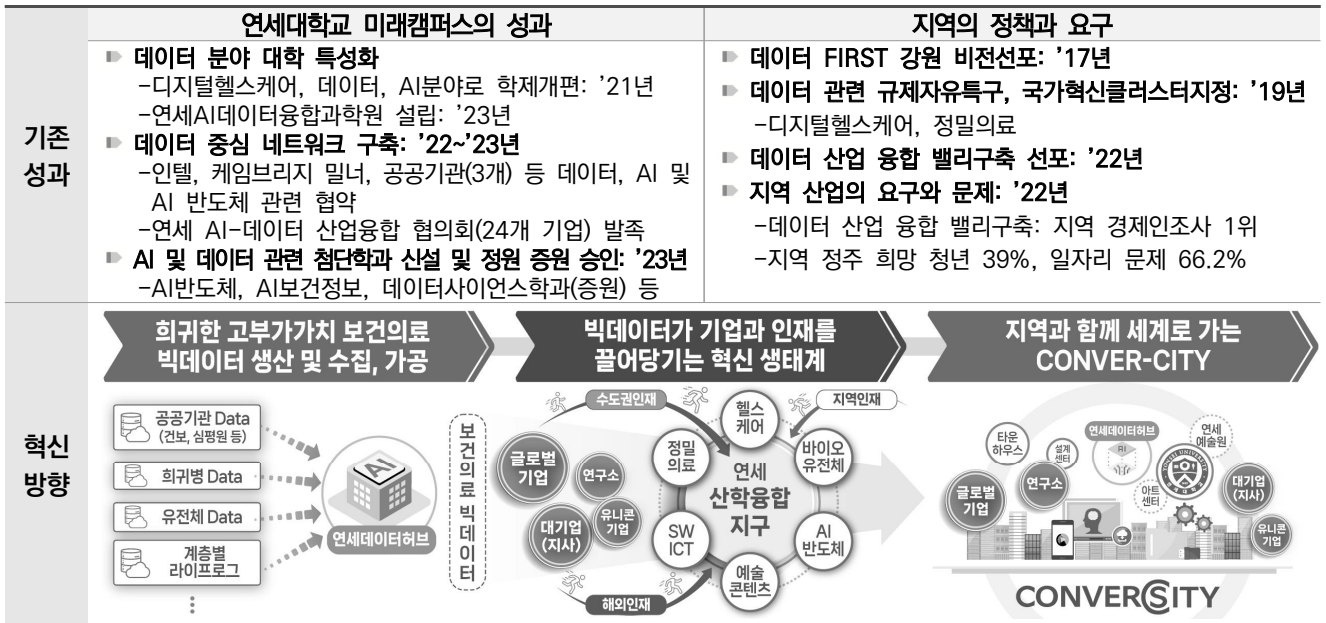 연세대학교 미래캠퍼스의 성과
지역의 정책과 요구
기존
성과
데이터 분야 대학 특성화
-디지털헬스케어, 데이터, AI분야로 학제개편: ’21년
-연세AI데이터융합과학원 설립: ’23년
데이터 중심 네트워크 구축: ’22~’23년
-인텔, 케임브리지 밀너, 공공기관(3개) 등 데이터, AI 및
AI 반도체 관련 협약
-연세 AI-데이터 산업융합 협의회(24개 기업) 발족
AI 및 데이터 관련 첨단학과 신설 및 정원 증원 승인: ’23년
-AI반도체, AI보건정보, 데이터사이언스학과(증원) 등
데이터 FIRST 강원 비전선포: ’17년
데이터 관련 규제자유특구, 국가혁신클러스터지정: ’19년
-디지털헬스케어, 정밀의료
데이터 산업 융합 밸리구축 선포: ’22년
지역 산업의 요구와 문제: ’22년
-데이터 산업 융합 밸리구축: 지역 경제인조사 1위
-지역 정주 희망 청년 39%, 일자리 문제 66.2%
혁신
방향
희귀한 고부가가치 보건의료
빅데이터 생산 및 수집, 가공
공공기관 Data
(건보, 심평원 등)
희귀병 Data
유전체 Data
계층별
라이프로그
AI
연세데이터허브
보건의료 빅데이터
빅데이터가 기업과 인재를
끌어당기는 혁신 생태계
수도권인재
지역인재
해외인재
글로벌
기업
연구소
대기업
(지사)
유니콘
기업
헬스
케어
정밀
의료
바이오
유전체
연세
산학융합
지구
SW
ICT
AI
반도체
예술
콘텐츠
지역과 함께 세계로 가는
CONVER-CITY
타운
하우스
설계
센터
연세데이터허브
AI
연세
예술원
글로벌
기업
연구소
아트
센터
대기업
(지사)
유니콘
기업
CONVERCITY